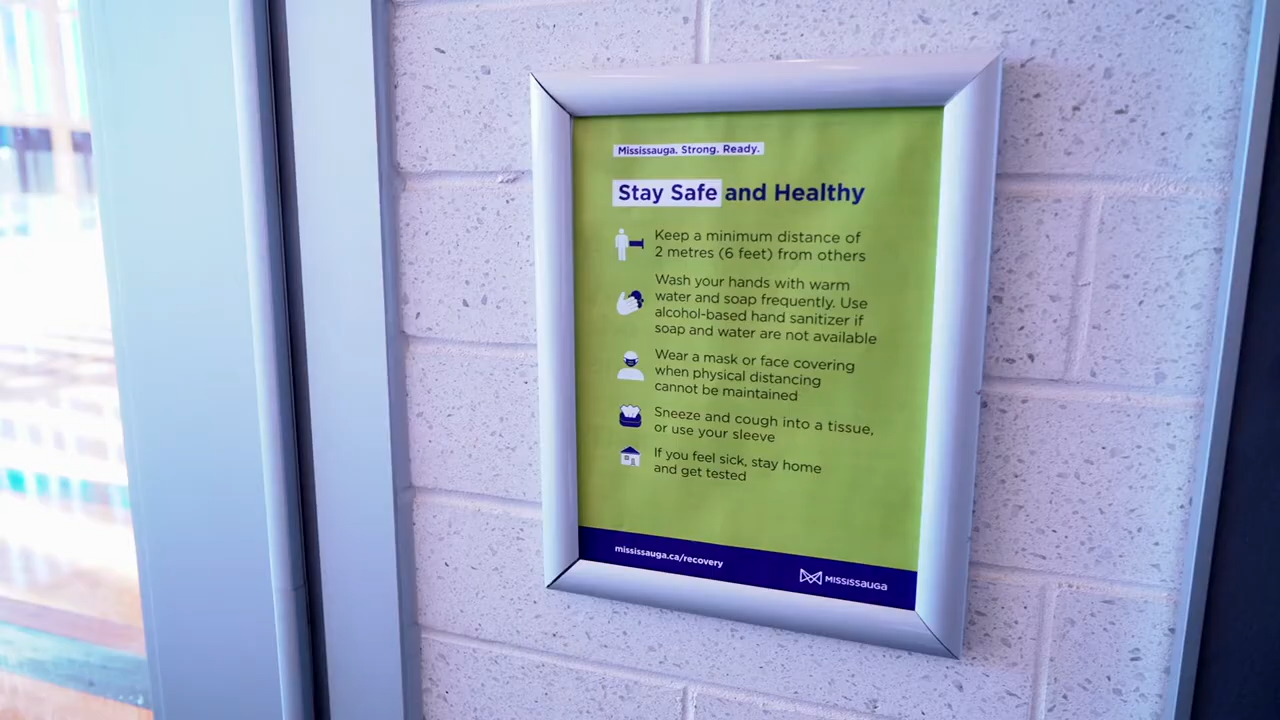 Mississauga. Strong. Ready.
Stay Safe and Healthy
Keep a minimum distance of
2 metres (6 feet) from others
Wash your hands with warm
water and soap frequently. Use
alcohol-based hand sanitizer if
soap and water are not available
Wear a mask or face covering
when physical distancing
cannot be maintained
Sneeze and cough into a tissue,
or use your sleeve
If you feel sick, stay home
and get tested
mississauga.ca/recovery
MISSISSAUGA